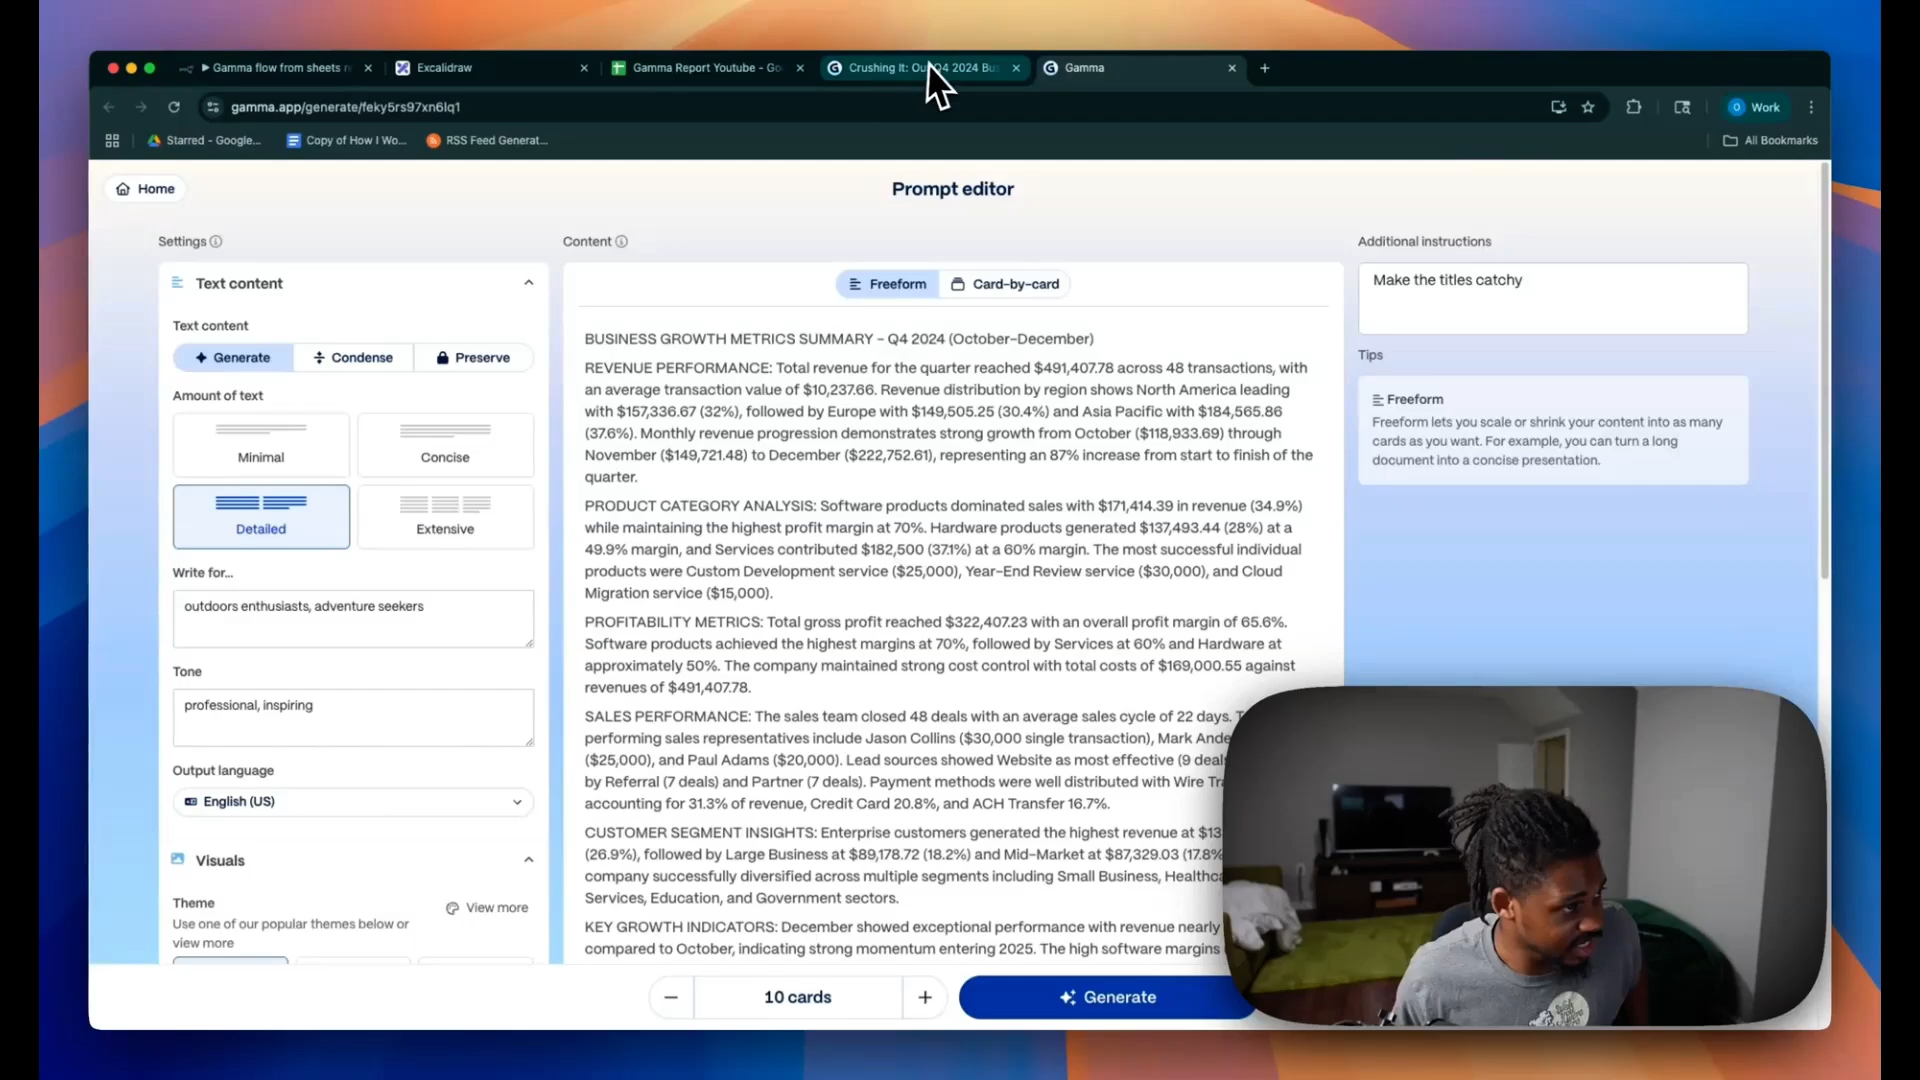 Gamma flow from sheets
Excalidraw
Gamma Report Youtube - Go
Crushing It: Our Q4 2024 Bus
Gamma
gamma.app/generate/feky5rs97xn6lq1
Work
Starred - Google...
Copy of How I Wo...
RSS Feed Generat...
All Bookmarks
Home
Prompt editor
Settings
Text content
Text content
Generate
Condense
Preserve
Amount of text
Minimal
Concise
Detailed
Extensive
Write for...
outdoors enthusiasts, adventure seekers
Tone
professional, inspiring
Output language
English (US)
Visuals
Theme
View more
Use one of our popular themes below or
view more
Content
Freeform
Card-by-card
BUSINESS GROWTH METRICS SUMMARY - Q4 2024 (October-December)
REVENUE PERFORMANCE: Total revenue for the quarter reached $491,407.78 across 48 transactions, with
an average transaction value of $10,237.66. Revenue distribution by region shows North America leading
with $157,336.67 (32%), followed by Europe with $149,505.25 (30.4%) and Asia Pacific with $184,565.86
(37.6%). Monthly revenue progression demonstrates strong growth from October ($118,933.69) through
November ($149,721.48) to December ($222,752.61), representing an 87% increase from start to finish of the
quarter.
PRODUCT CATEGORY ANALYSIS: Software products dominated sales with $171,414.39 in revenue (34.9%)
while maintaining the highest profit margin at 70%. Hardware products generated $137,493.44 (28%) at a
49.9% margin, and Services contributed $182,500 (37.1%) at a 60% margin. The most successful individual
products were Custom Development service ($25,000), Year-End Review service ($30,000), and Cloud
Migration service ($15,000).
PROFITABILITY METRICS: Total gross profit reached $322,407.23 with an overall profit margin of 65.6%.
Software products achieved the highest margins at 70%, followed by Services at 60% and Hardware at
approximately 50%. The company maintained strong cost control with total costs of $169,000.55 against
revenues of $491,407.78.
SALES PERFORMANCE: The sales team closed 48 deals with an average sales cycle of 22 days.
performing sales representatives include Jason Collins ($30,000 single transaction), Mark Ande
($25,000), and Paul Adams ($20,000). Lead sources showed Website as most effective (9 deal
by Referral (7 deals) and Partner (7 deals). Payment methods were well distributed with Wire Tra
accounting for 31.3% of revenue, Credit Card 20.8%, and ACH Transfer 16.7%.
CUSTOMER SEGMENT INSIGHTS: Enterprise customers generated the highest revenue at $13
(26.9%), followed by Large Business at $89,178.72 (18.2%) and Mid-Market at $87,329.03 (17.8%
company successfully diversified across multiple segments including Small Business, Healthca
Services, Education, and Government sectors.
KEY GROWTH INDICATORS: December showed exceptional performance with revenue nearly
compared to October, indicating strong momentum entering 2025. The high software margins
Additional instructions
Make the titles catchy
Tips
Freeform
Freeform lets you scale or shrink your content into as many
cards as you want. For example, you can turn a long
document into a concise presentation.
10 cards
Generate